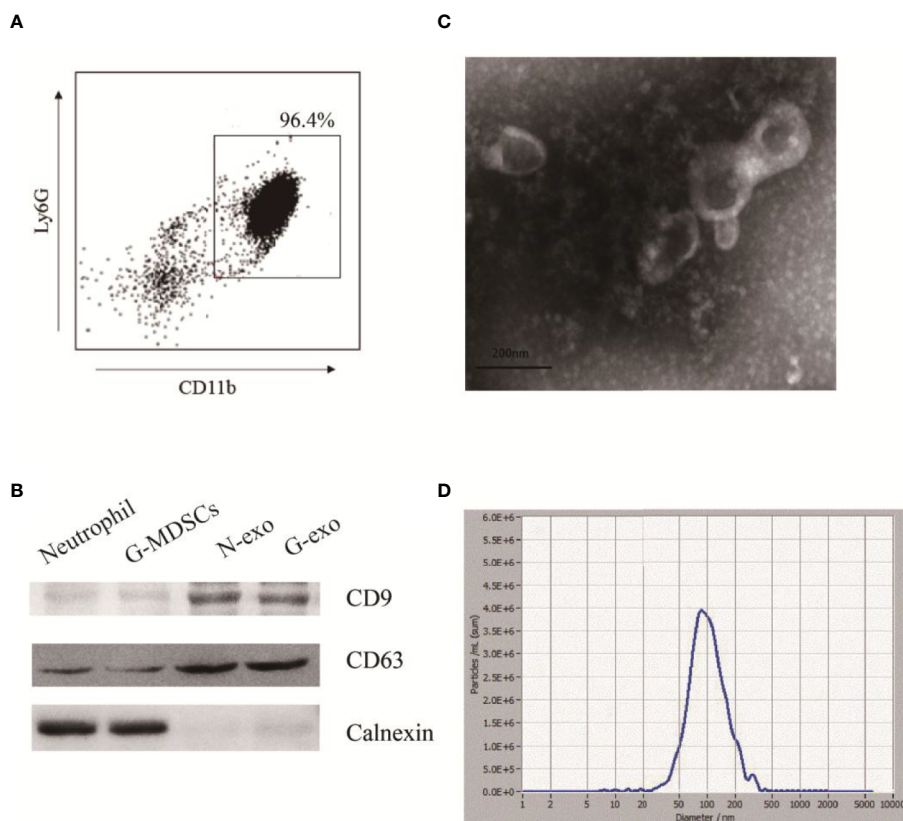 A
96.4%
Ly6G
CD11b
B
Neutrophil G-MDSCs N-exo G-exo
CD9
CD63
Calnexin
C
200nm
D
6.0E+6
5.5E+6
5.0E+6
4.5E+6
4.0E+6
3.5E+6
3.0E+6
2.5E+6
2.0E+6
1.5E+6
1.0E+6
5.0E+5
0.0E+0
Particles /mL (sum)
1 2 5 10 20 50 100 200 500 1000 2000 5000 10000
Diameter / nm